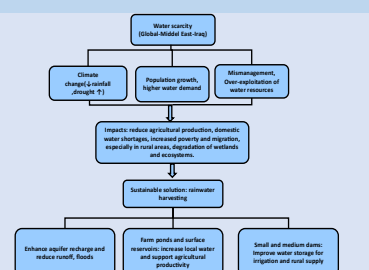 Water scarcity
(Global-Middle East-Iraq)
Climate
change(↓rainfall
,drought ↑)
Population growth,
higher water demand
Mismanagement,
Over-exploitation of
water resources
Impacts: reduce agricultural production, domestic
water shortages, increased poverty and migration,
especially in rural areas, degradation of wetlands
and ecosystems.
Sustainable solution: rainwater
harvesting
Enhance aquifer recharge and
reduce runoff, floods
Farm ponds and surface
reservoirs: increase local water
and support agricultural
productivity
Small and medium dams:
Improve water storage for
irrigation and rural supply